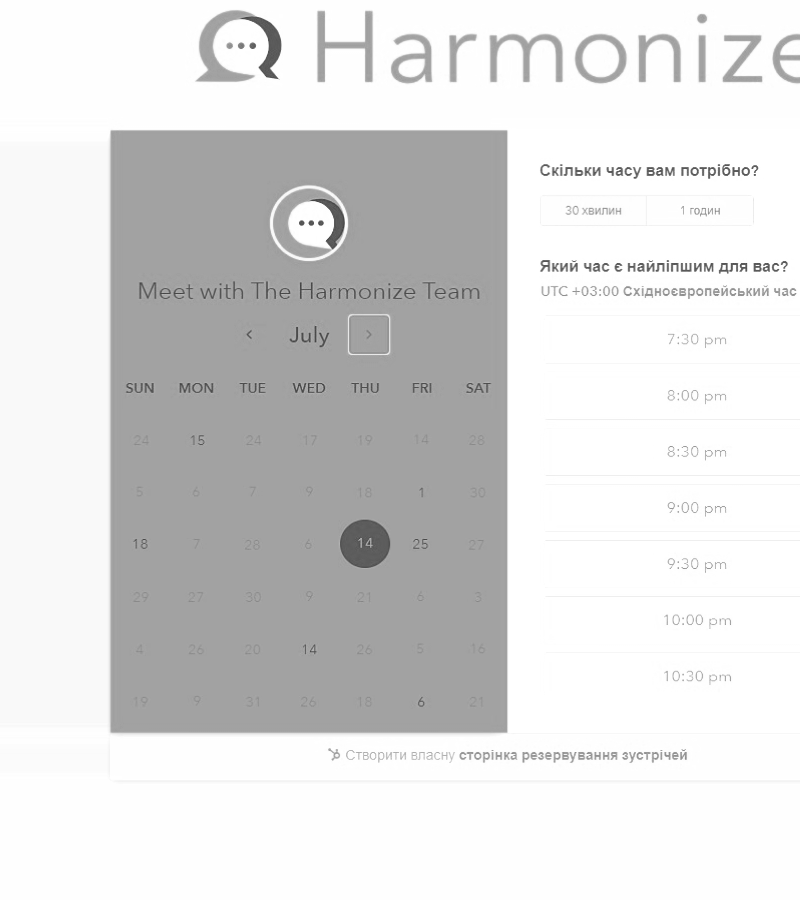 Harmonize
Meet with The Harmonize Team
July
SUN MON TUE WED THU FRI SAT
24 15 24 17 19 14 28
5 6 7 9 18 1 30
18 7 28 6 14 25 27
29 27 30 9 21 6 3
4 26 20 14 26 5 16
19 9 31 26 18 6 21
Скільки часу вам потрібно?
30 хвилин 1 годин
Який час є найліпшим для вас?
UTC +03:00 Східноєвропейський час
7:30 pm
8:00 pm
8:30 pm
9:00 pm
9:30 pm
10:00 pm
10:30 pm
Створити власну сторінка резервування зустрічей